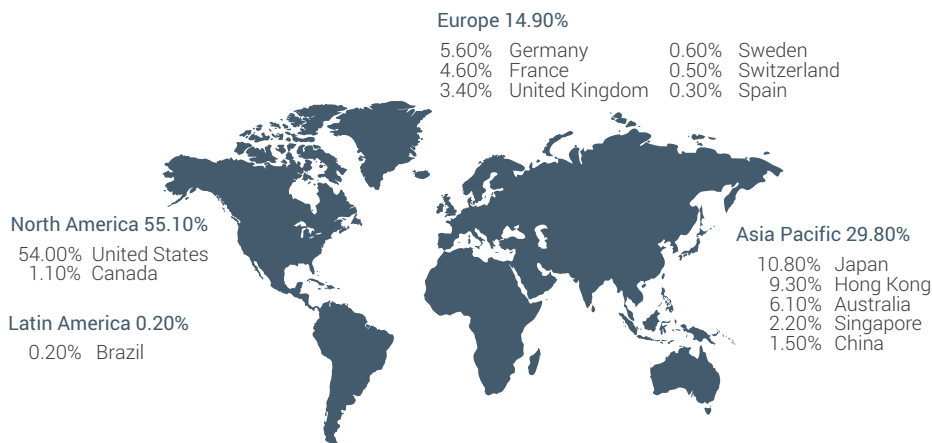 Europe 14.90%
5.60% Germany 0.60% Sweden
4.60% France 0.50% Switzerland
3.40% United Kingdom 0.30% Spain
North America 55.10%
54.00% United States
1.10% Canada
Latin America 0.20%
0.20% Brazil
Asia Pacific 29.80%
10.80% Japan
9.30% Hong Kong
6.10% Australia
2.20% Singapore
1.50% China